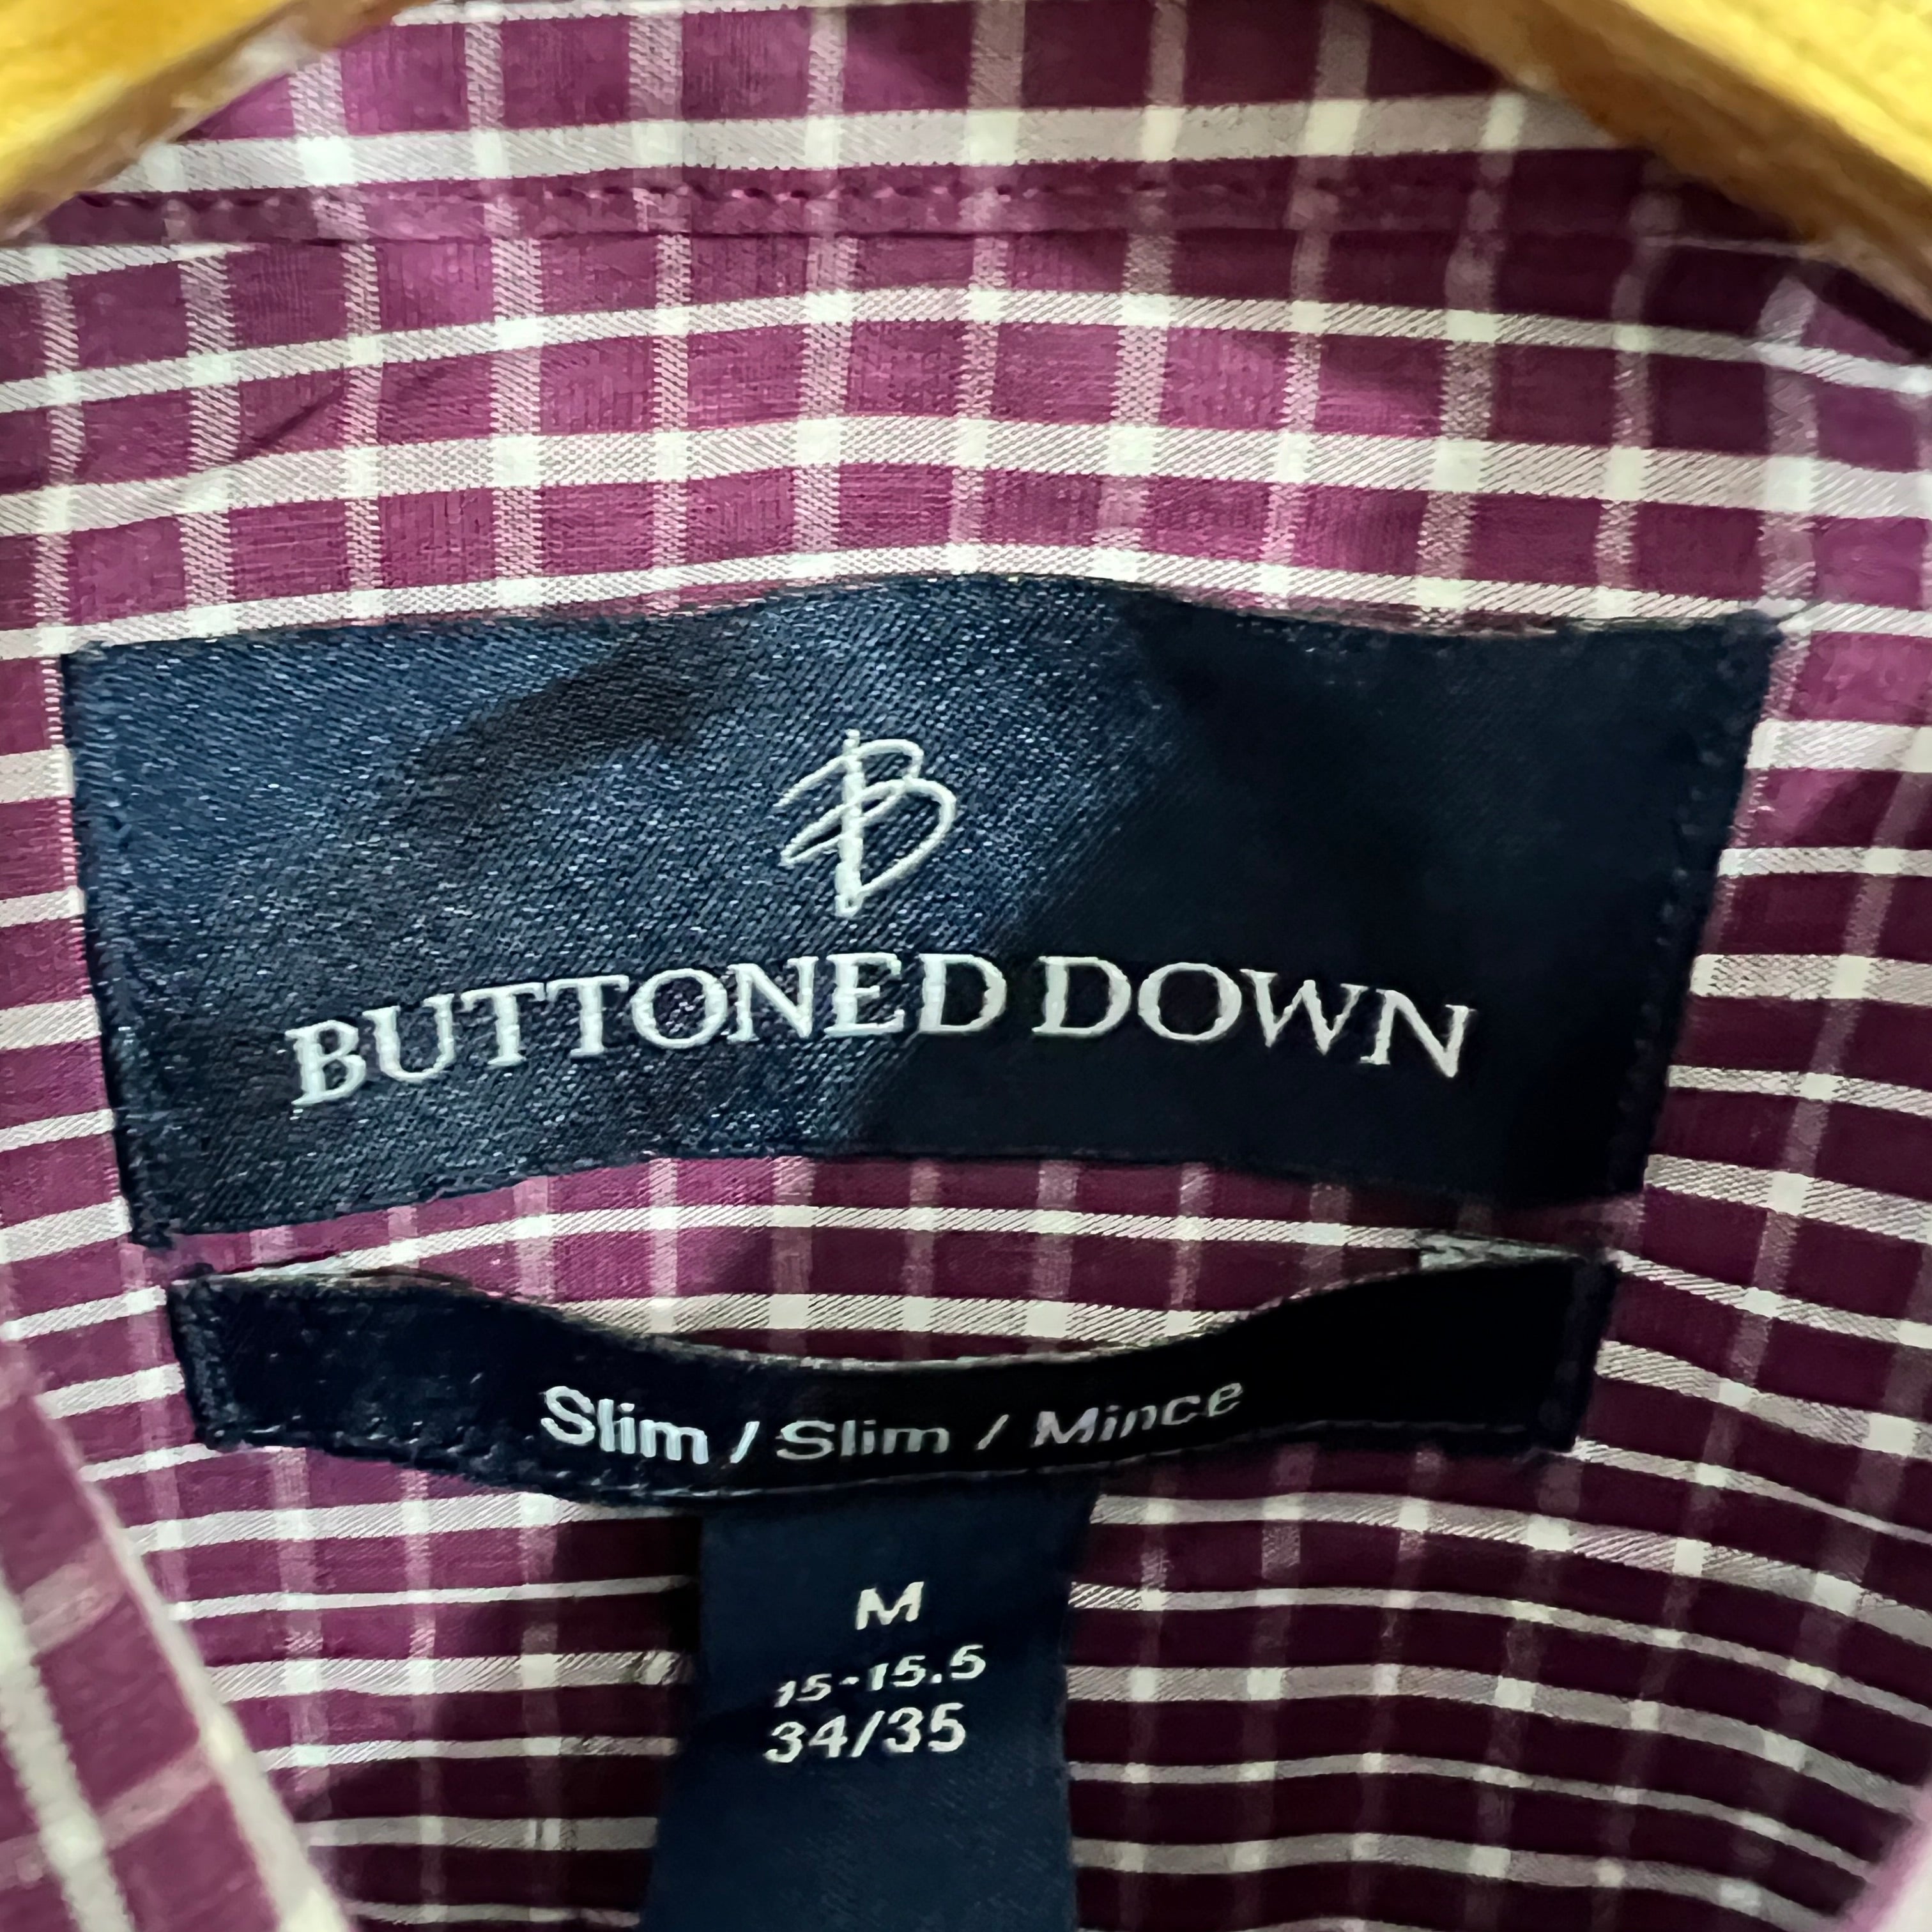 B
BUTTONED DOWN
Slim / Slim / Mince
M
15-15.5
34/35